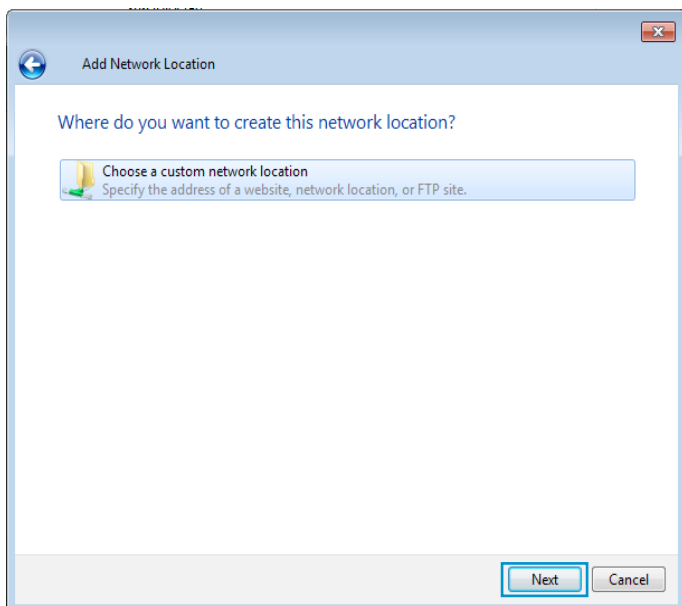 Add Network Location
Where do you want to create this network location?
Choose a custom network location
Specify the address of a website, network location, or FTP site.
Next
Cancel